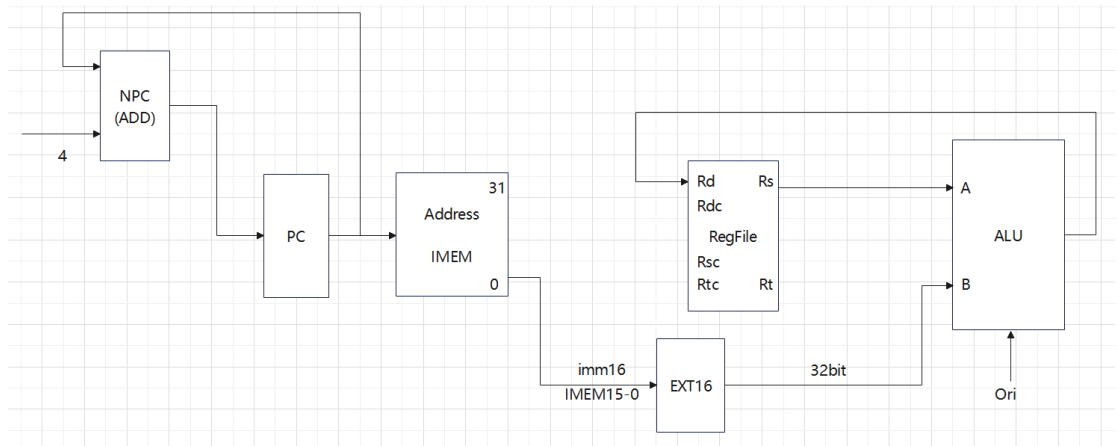 NPC
(ADD)
4
PC
31
Address
IMEM
0
imm16
IMEM15-0
EXT16
32bit
Rd Rs
Rdc
RegFile
Rsc
Rtc Rt
A
ALU
B
Ori